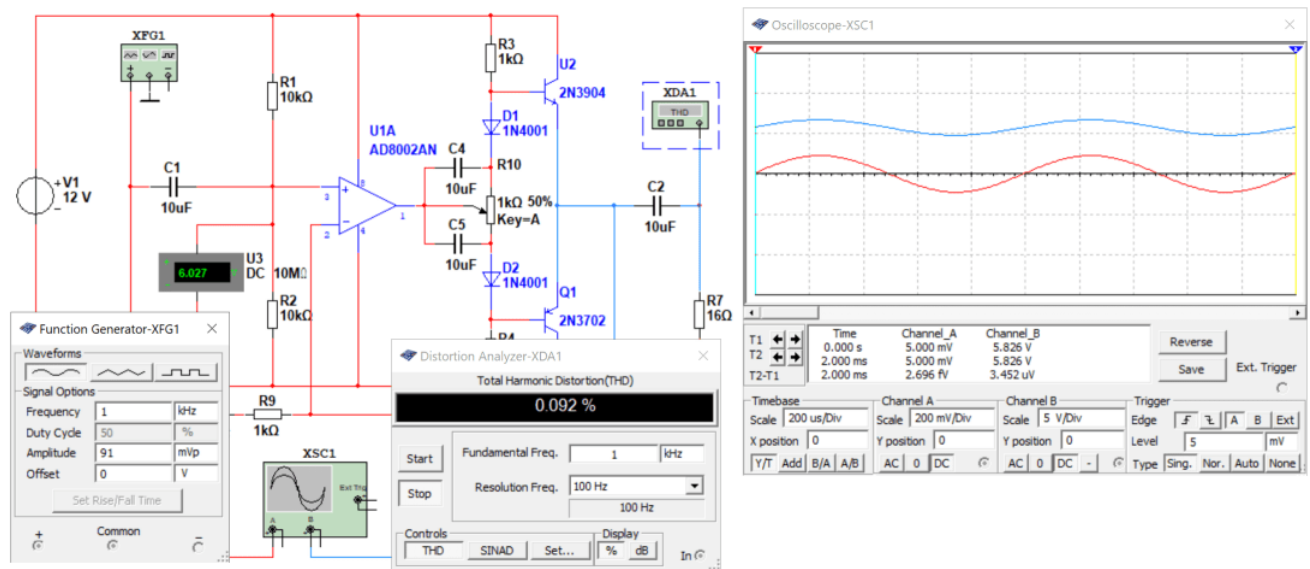 XFG1
+V1
12 V
C1
10uF
R1
10kΩ
U3
DC 10MΩ
6.027
R2
10kΩ
U1A
AD8002AN
3
2
8
4
1
C4
10uF
C5
10uF
R3
1kΩ
D1
1N4001
R10
1kΩ 50%
Key=A
D2
1N4001
U2
2N3904
Q1
2N3702
C2
10uF
XDA1
THD
R7
16Ω
R9
1kΩ
XSC1
Ext Trig
A B
Function Generator-XFG1
Waveforms
Signal Options
Frequency 1 kHz
Duty Cycle 50 %
Amplitude 91 mVp
Offset 0 V
Set Rise/Fall Time
+ Common −
Distortion Analyzer-XDA1
Total Harmonic Distortion(THD)
0.092 %
Start
Stop
Fundamental Freq. 1 kHz
Resolution Freq. 100 Hz
100 Hz
Controls
THD SINAD Set...
Display
% dB
In
Oscilloscope-XSC1
Time Channel_A Channel_B
T1 0.000 s 5.000 mV 5.826 V
T2 2.000 ms 5.000 mV 5.826 V
T2-T1 2.000 ms 2.696 fV 3.452 uV
Reverse
Save
Ext. Trigger
Timebase
Scale 200 us/Div
X position 0
Y/T Add B/A A/B
Channel A
Scale 200 mV/Div
Y position 0
AC 0 DC
Channel B
Scale 5 V/Div
Y position 0
AC 0 DC -
Trigger
Edge A B Ext
Level 5 mV
Type Sing. Nor. Auto None